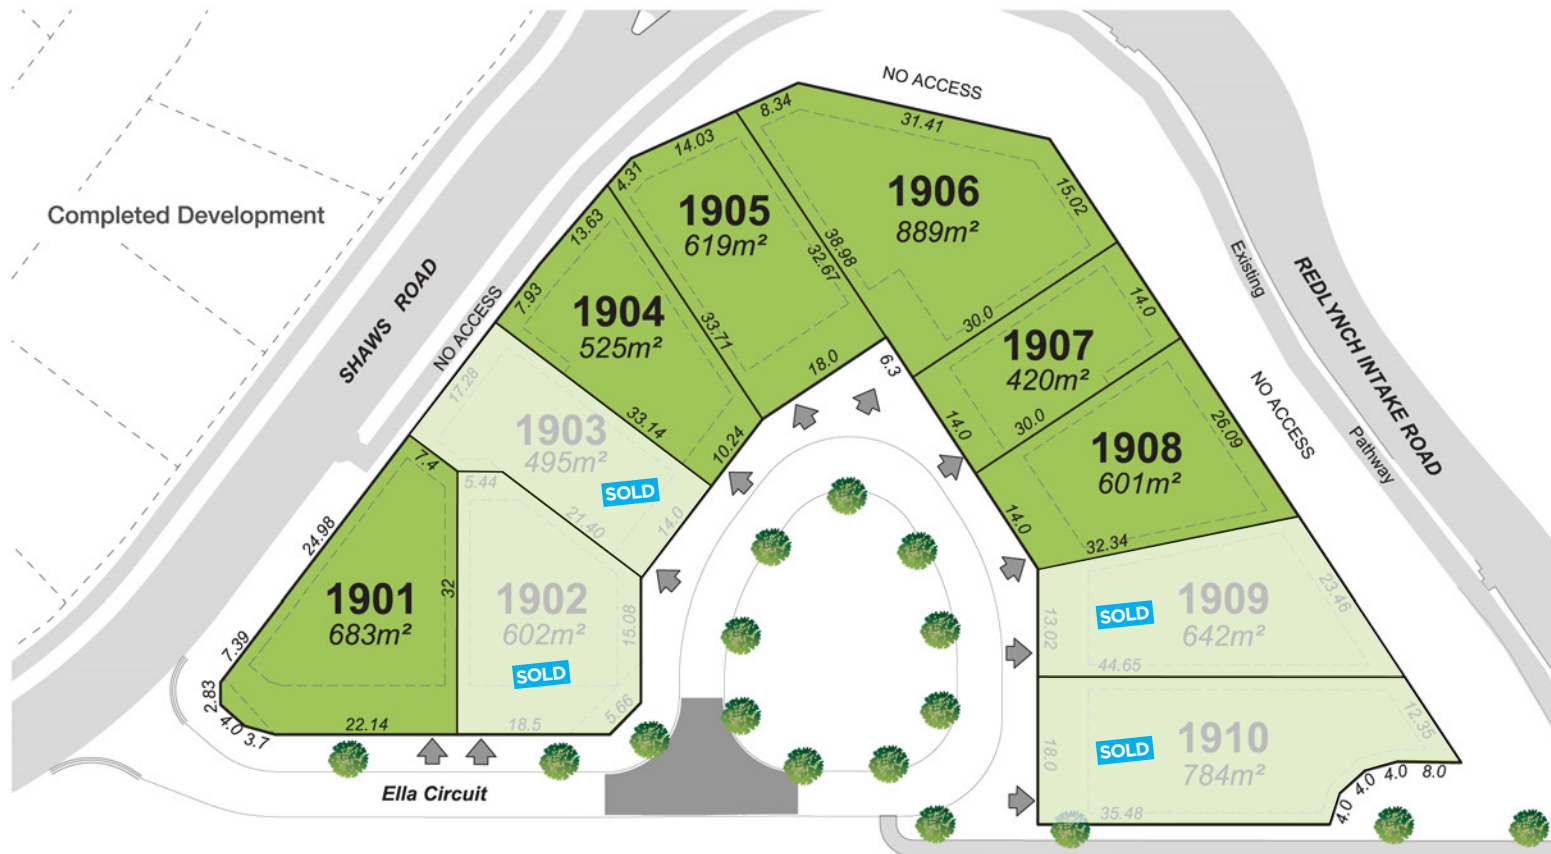 NO ACCESS
8.34
31.41
14.03
4.31
1906
889m²
15.02
1905
619m²
Completed Development
13.63
38.98
32.67
Existing
REDLYNCH INTAKE ROAD
SHAWS ROAD
NO ACCESS
7.93
1904
525m²
33.71
30.0
14.0
1907
420m²
18.0
6.3
17.28
33.14
10.24
14.0
30.0
26.09
NO ACCESS
Pathway
1903
495m²
SOLD
1908
601m²
7.4
5.44
21.40
14.0
14.0
32.34
24.98
1901
683m²
32
1902
602m²
SOLD
15.08
13.02
SOLD
1909
642m²
23.46
44.65
7.39
2.83
4.0
3.7
22.14
18.5
5.66
18.0
SOLD
1910
784m²
12.35
35.48
4.0
4.0
4.0
8.0
Ella Circuit